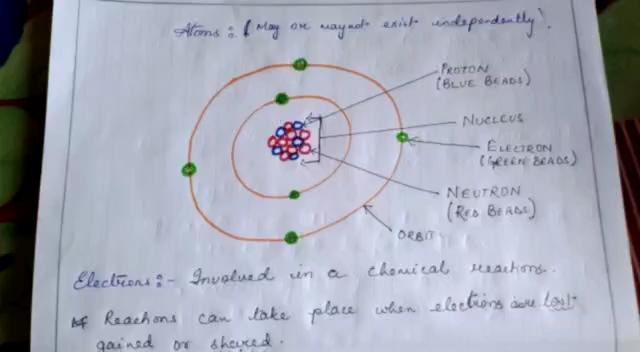 Atoms :- (May or may not exist independently).
PROTON
(BLUE BEADS)
NUCLEUS
ELECTRON
(GREEN BEADS)
NEUTRON
(RED BEADS)
ORBIT
Electrons :- Involved in a chemical reactions.
Reactions can take place when electrons are lost
gained or shared.